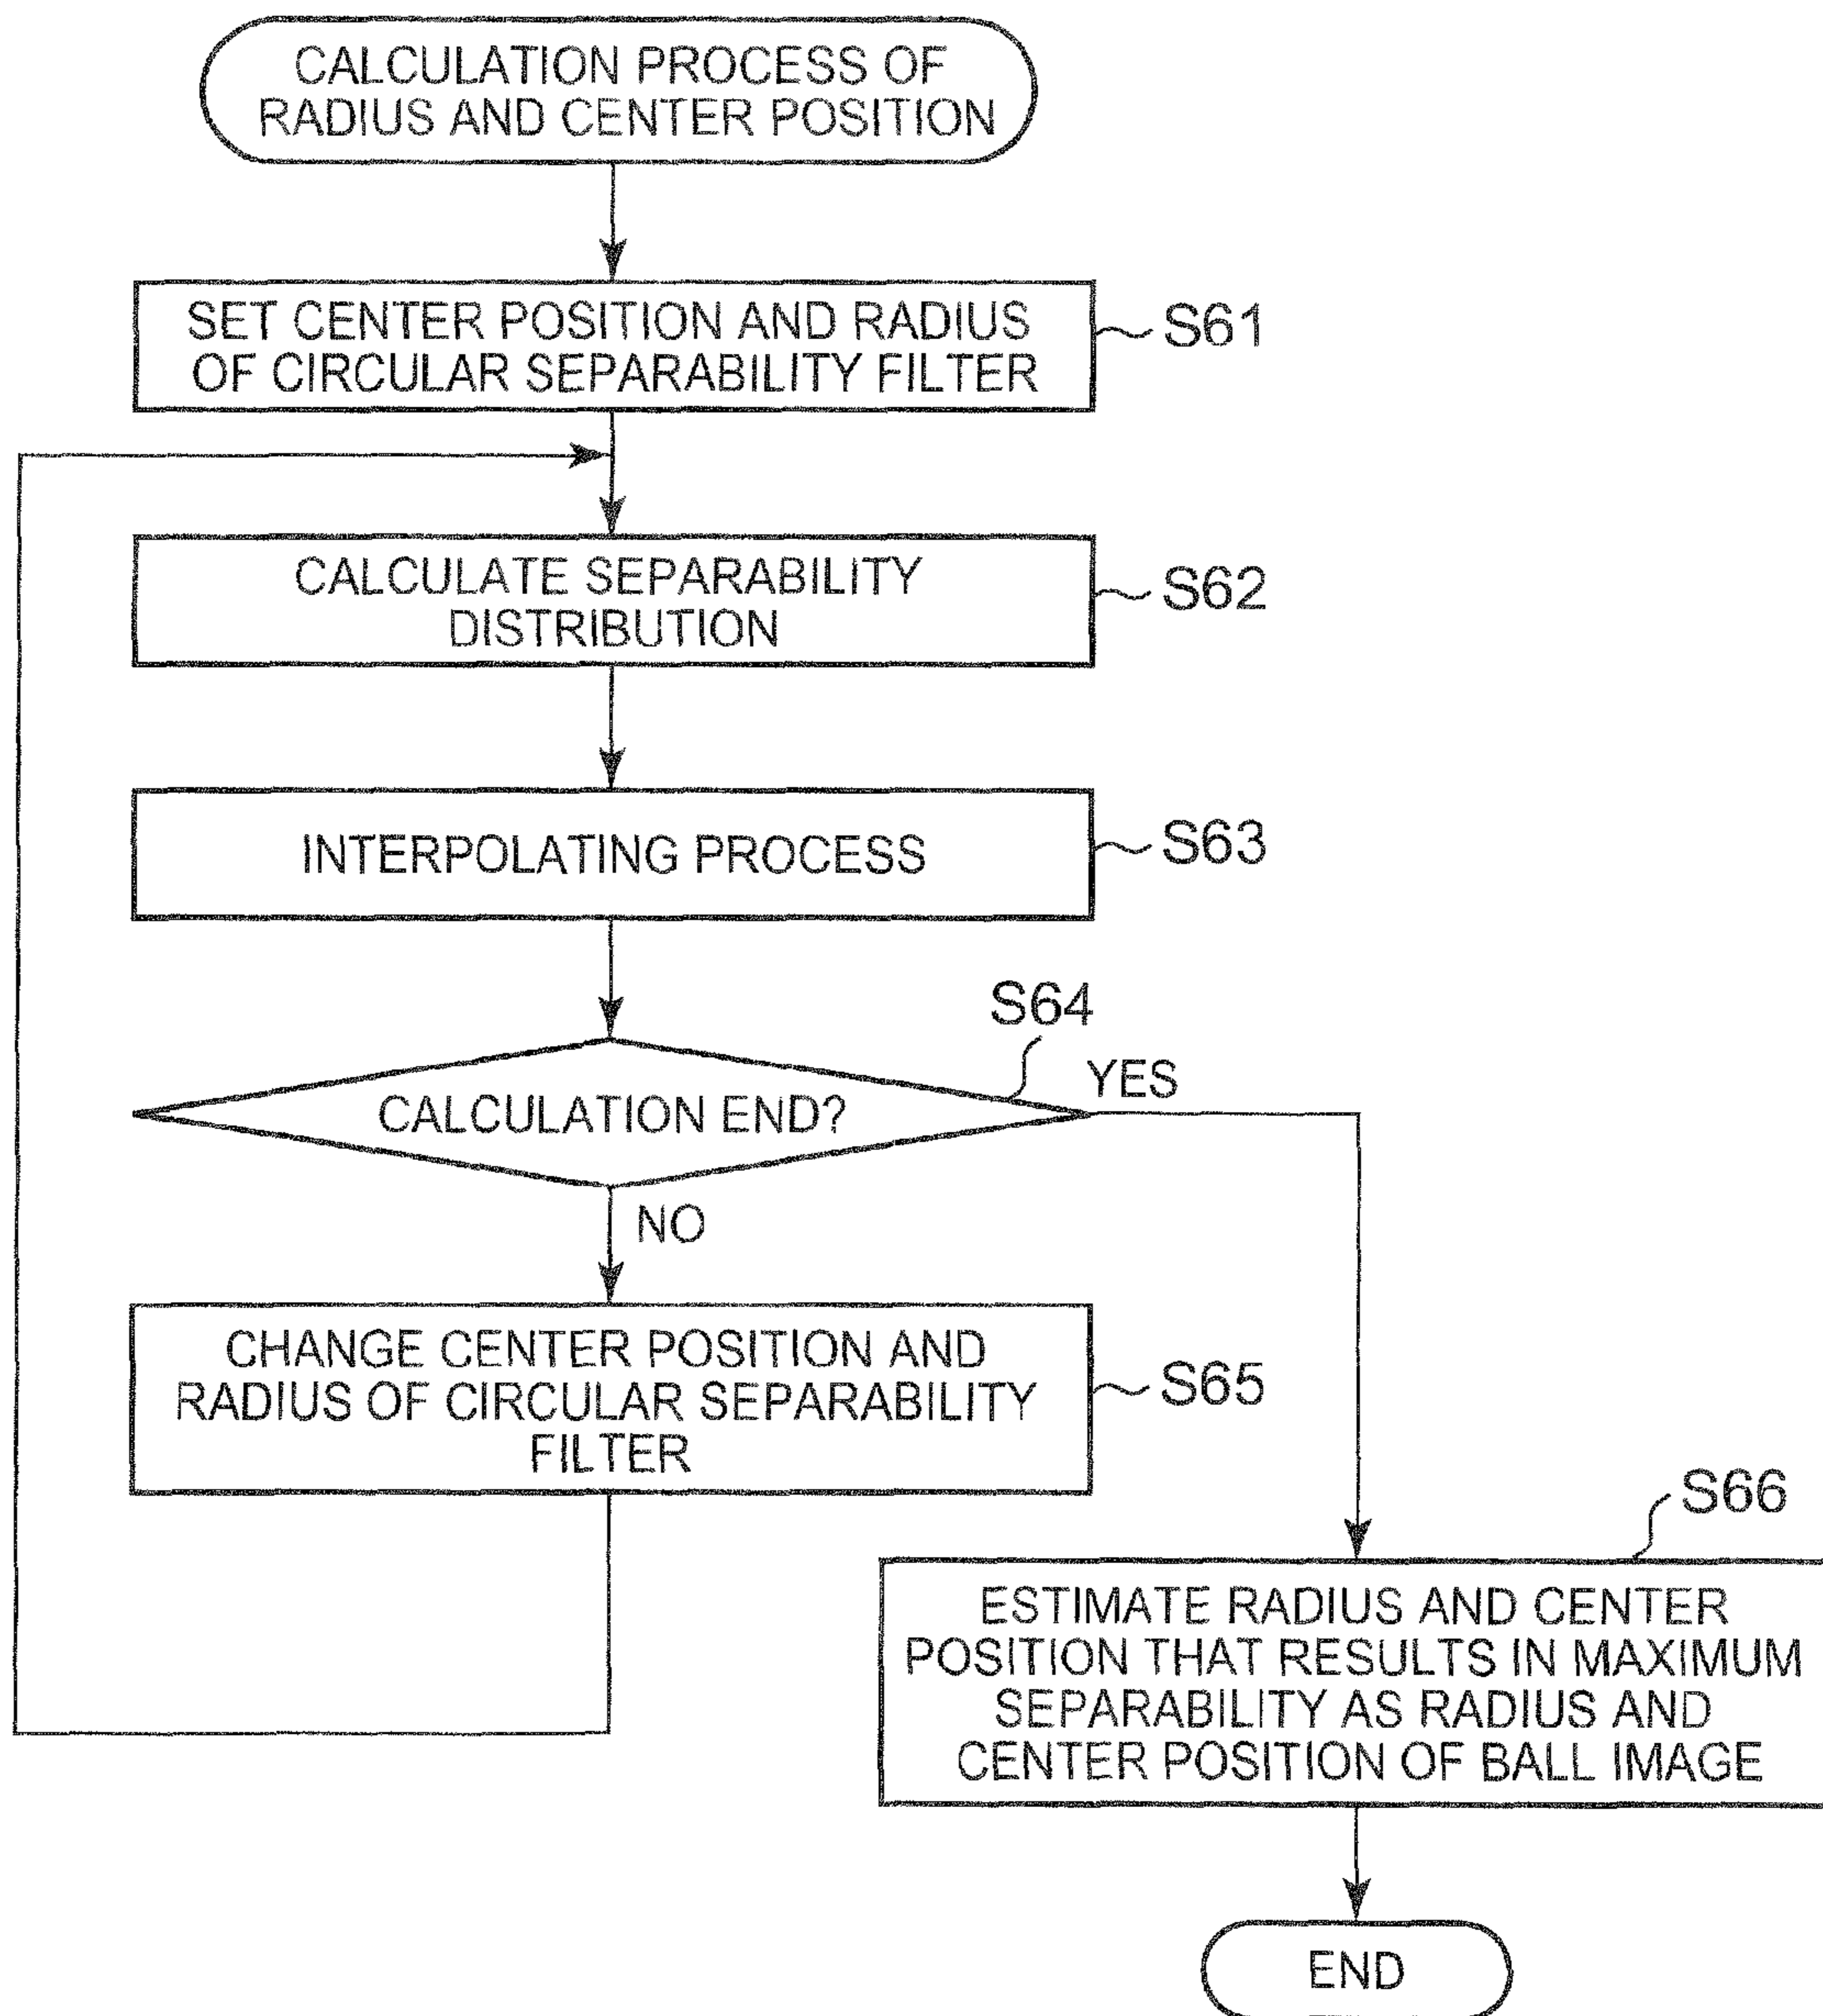 CALCULATION PROCESS OF
RADIUS AND CENTER POSITION
SET CENTER POSITION AND RADIUS
OF CIRCULAR SEPARABILITY FILTER
S61
CALCULATE SEPARABILITY
DISTRIBUTION
S62
INTERPOLATING PROCESS
S63
S64
CALCULATION END?
YES
NO
CHANGE CENTER POSITION AND
RADIUS OF CIRCULAR SEPARABILITY
FILTER
S65
S66
ESTIMATE RADIUS AND CENTER
POSITION THAT RESULTS IN MAXIMUM
SEPARABILITY AS RADIUS AND
CENTER POSITION OF BALL IMAGE
END